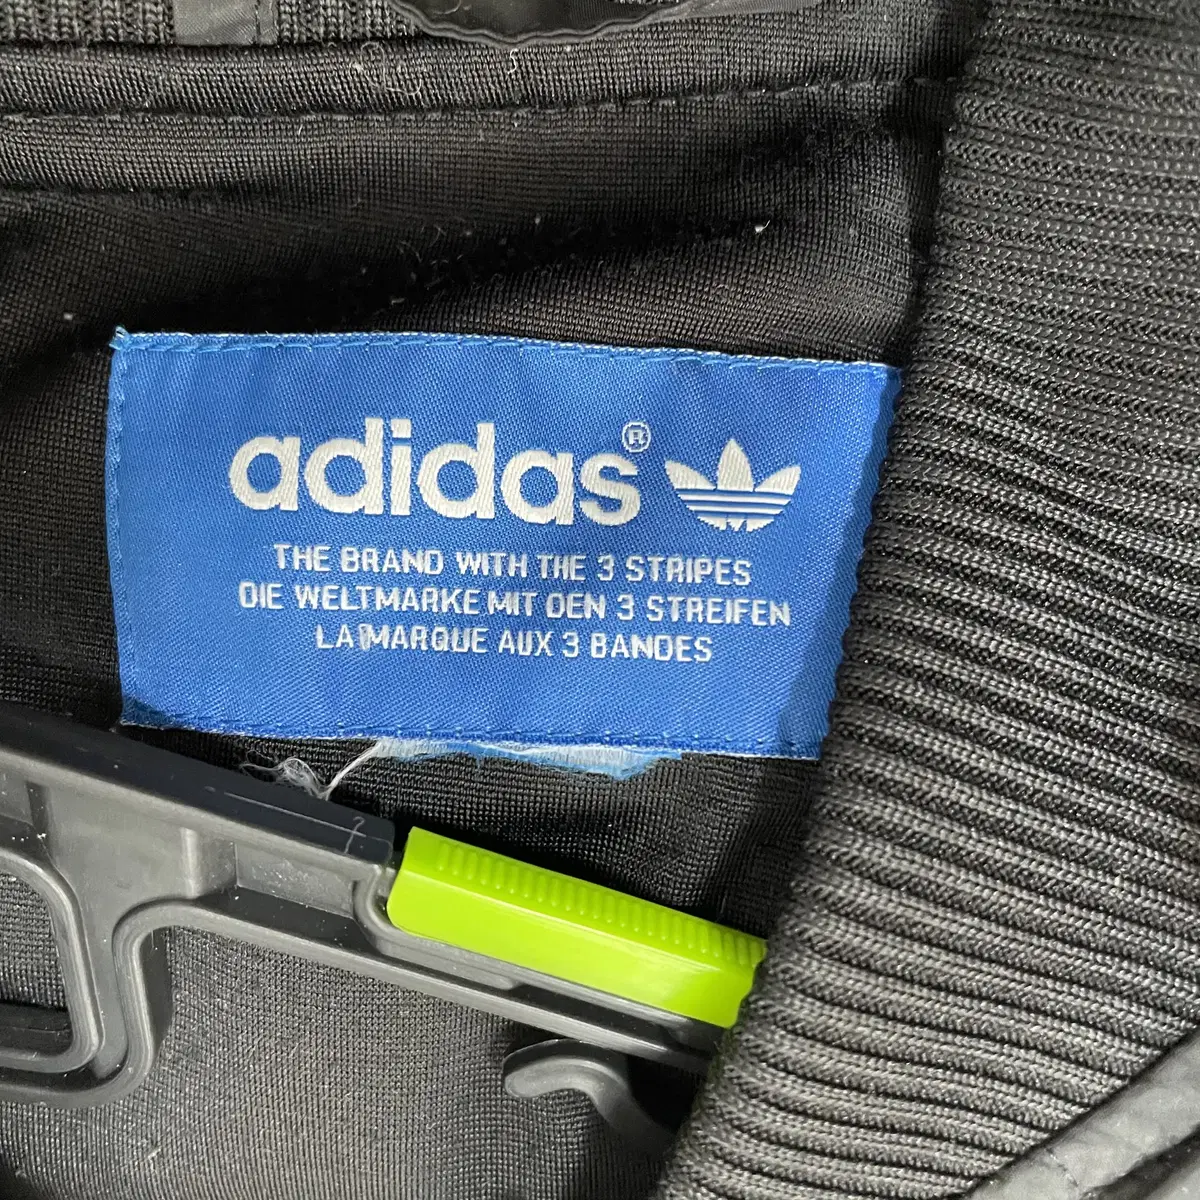 adidas®
THE BRAND WITH THE 3 STRIPES
DIE WELTMARKE MIT DEN 3 STREIFEN
LA MARQUE AUX 3 BANDES